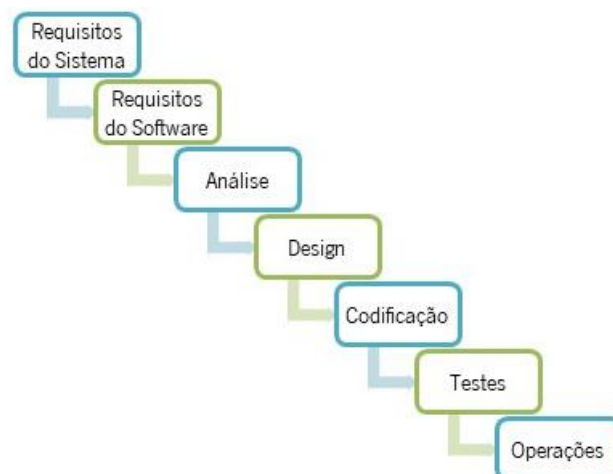 Requisitos
do Sistema
Requisitos
do Software
Análise
Design
Codificação
Testes
Operações